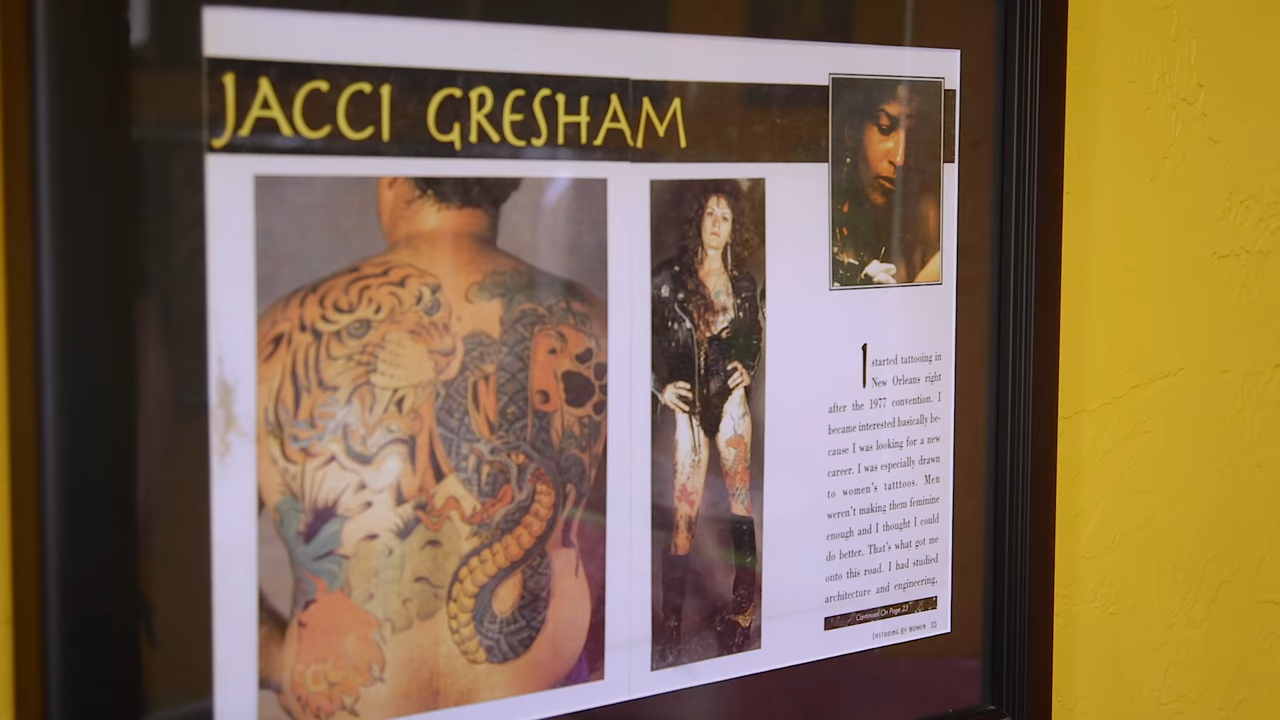 JACCI GRESHAM
I started tattooing in
New Orleans right
after the 1977 convention. I
became interested basically be-
cause I was looking for a new
career. I was especially drawn
to women's tatttoos. Men
weren't making them feminine
enough and I thought I could
do better. That's what got me
onto this road. I had studied
architecture and engineering,
Continued On Page 23
TATTOOING BY WOMEN 35